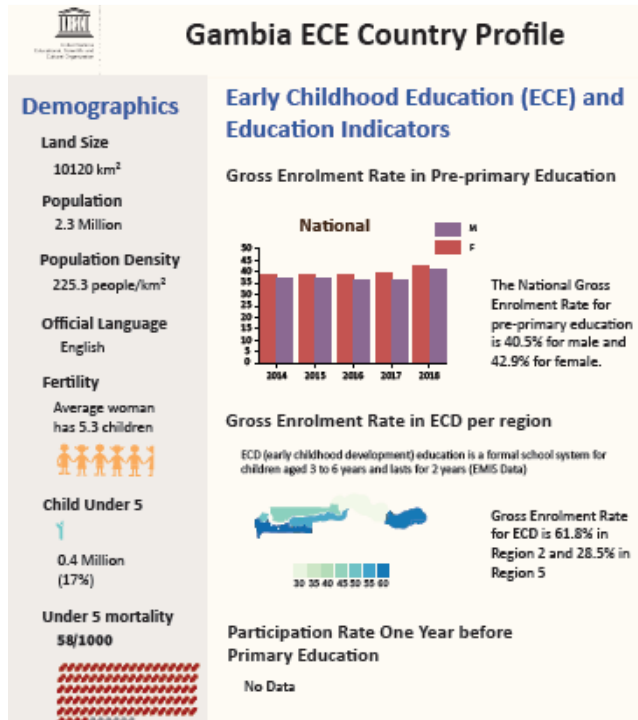 UNESCO
United Nations
Educational, Scientific and
Cultural Organization
Gambia ECE Country Profile
Demographics
Land Size
10120 km²
Population
2.3 Million
Population Density
225.3 people/km²
Official Language
English
Fertility
Average woman
has 5.3 children
Child Under 5
0.4 Million
(17%)
Under 5 mortality
58/1000
Early Childhood Education (ECE) and
Education Indicators
Gross Enrolment Rate in Pre-primary Education
National
M
F
50
45
40
35
30
25
20
15
10
5
0
2014 2015 2016 2017 2018
The National Gross
Enrolment Rate for
pre-primary education
is 40.5% for male and
42.9% for female.
Gross Enrolment Rate in ECD per region
ECD (early childhood development) education is a formal school system for
children aged 3 to 6 years and lasts for 2 years (EMIS Data)
30 35 40 45 50 55 60
Gross Enrolment Rate
for ECD is 61.8% in
Region 2 and 28.5% in
Region 5
Participation Rate One Year before
Primary Education
No Data